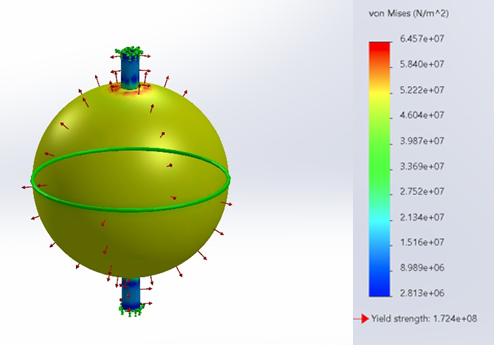 von Mises (N/m^2)
6.457e+07
5.840e+07
5.222e+07
4.604e+07
3.987e+07
3.369e+07
2.752e+07
2.134e+07
1.516e+07
8.989e+06
2.813e+06
Yield strength: 1.724e+08